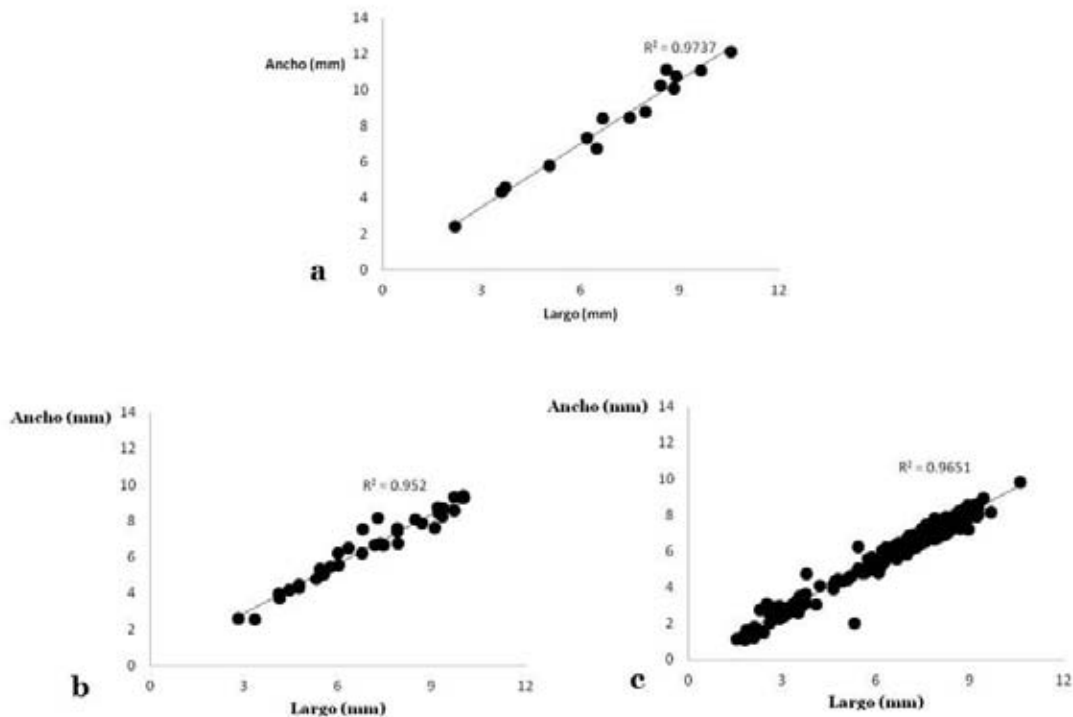 14
R² = 0.9737
12
Ancho (mm)
10
8
6
4
2
a
0
0 3 6 9 12
Largo (mm)
Ancho (mm)
14
12
10
R² = 0.952
8
6
4
2
b
0
0 3 6 9 12
Largo (mm)
Ancho (mm)
14
12
10
R² = 0.9651
8
6
4
2
c
0
0 3 6 9 12
Largo (mm)